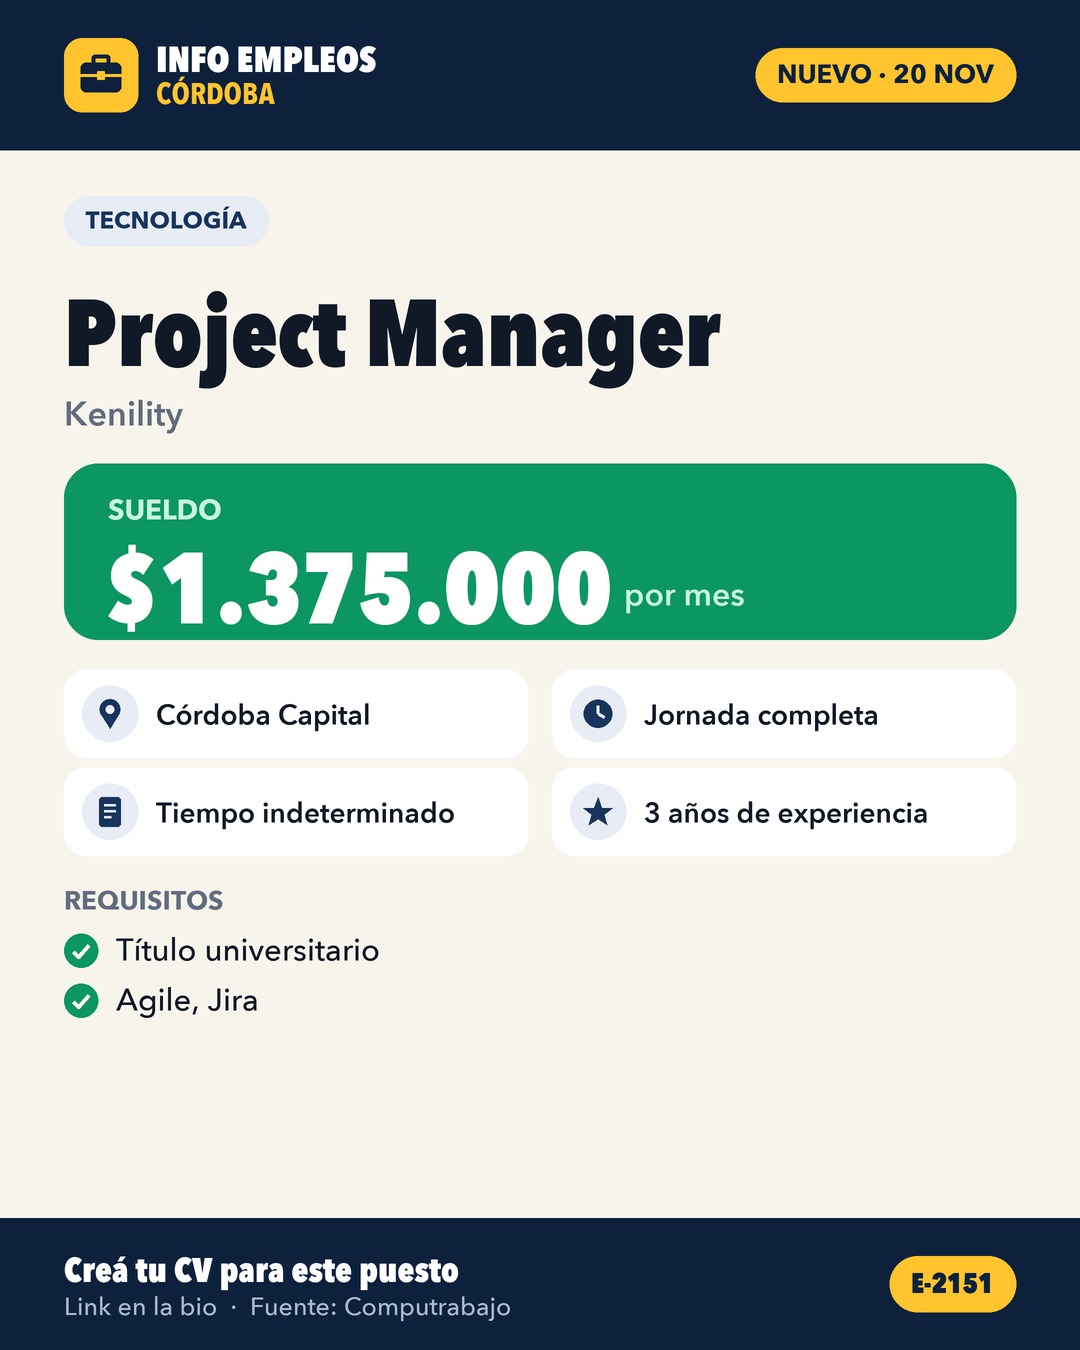 INFO EMPLEOS
CÓRDOBA
NUEVO · 20 NOV
TECNOLOGÍA
Project Manager
Kenility
SUELDO
$1.375.000 por mes
Córdoba Capital
Jornada completa
Tiempo indeterminado
3 años de experiencia
REQUISITOS
Título universitario
Agile, Jira
Creá tu CV para este puesto
Link en la bio · Fuente: Computrabajo
E-2151